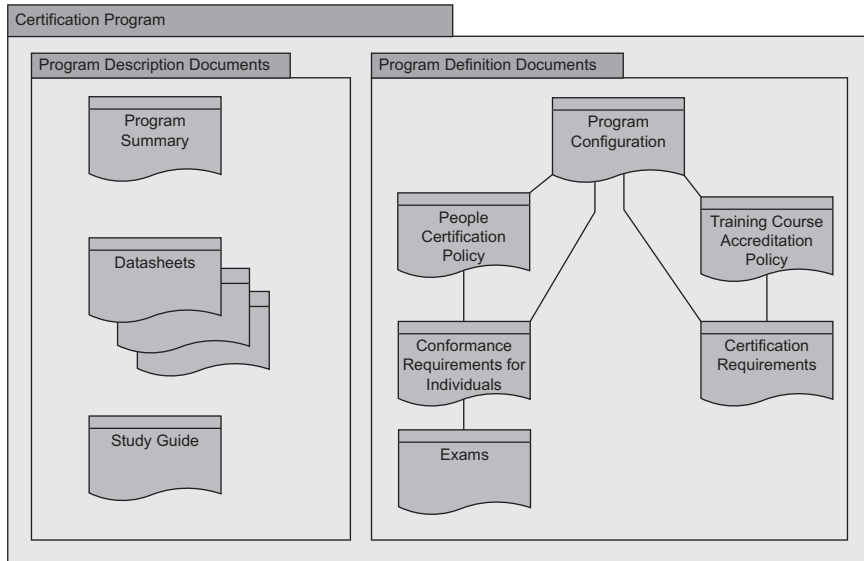 Certification Program
Program Description Documents
Program
Summary
Datasheets
Study Guide
Program Definition Documents
Program
Configuration
People
Certification
Policy
Training Course
Accreditation
Policy
Conformance
Requirements for
Individuals
Certification
Requirements
Exams